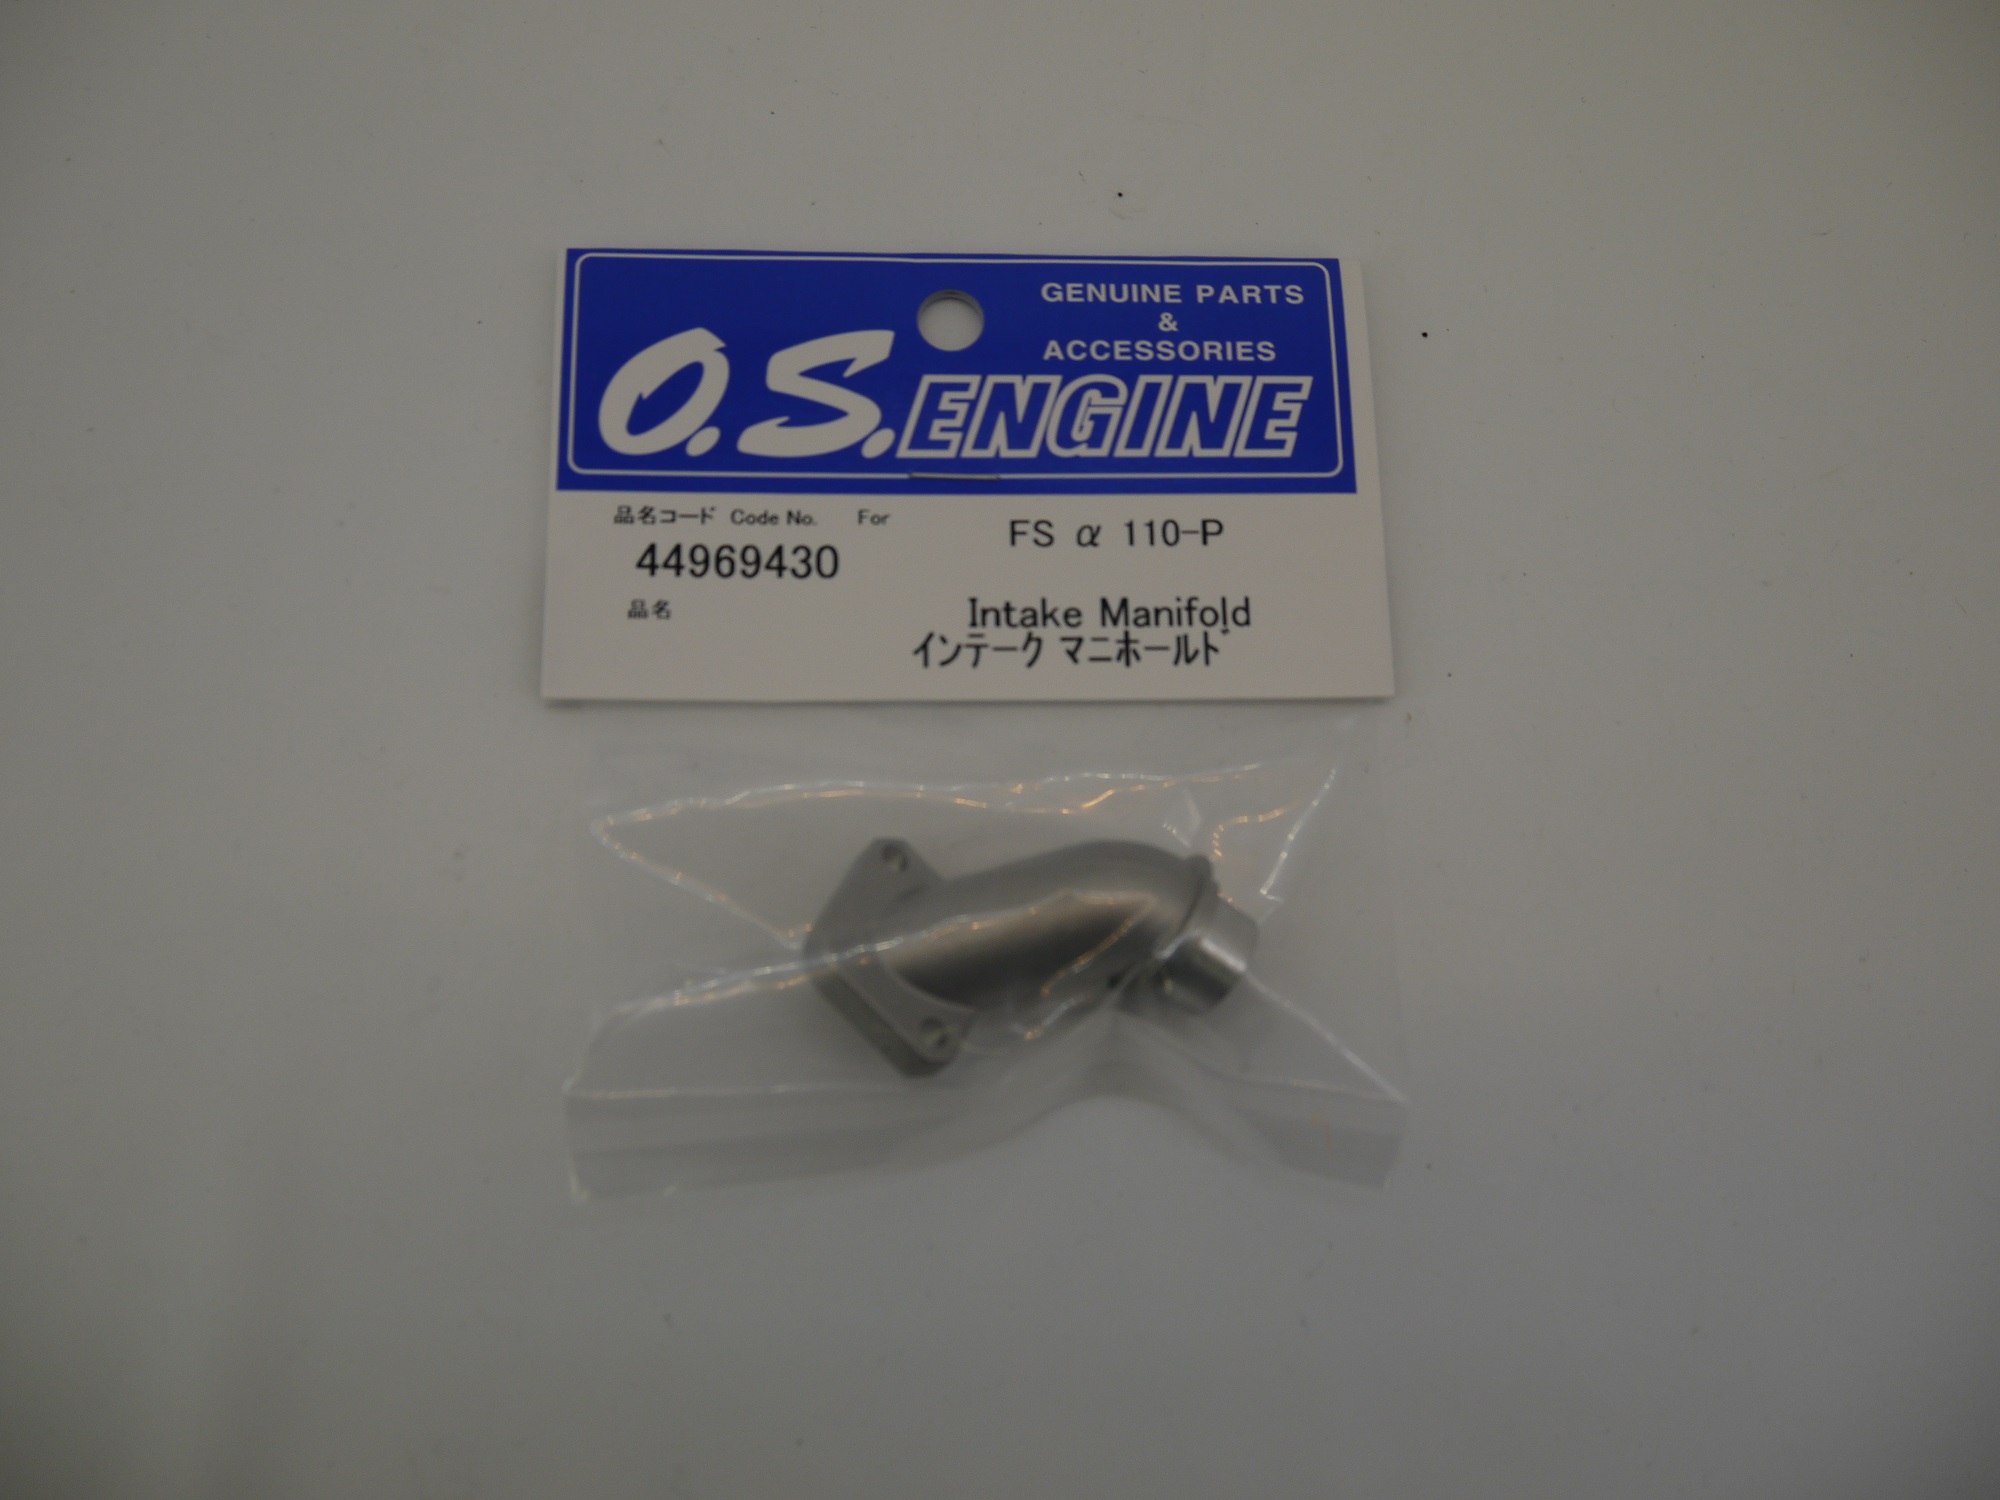 GENUINE PARTS
&
ACCESSORIES
O.S.ENGINE
品名コード Code No. For
FS α 110-P
44969430
品名
Intake Manifold
インテーク マニホールド